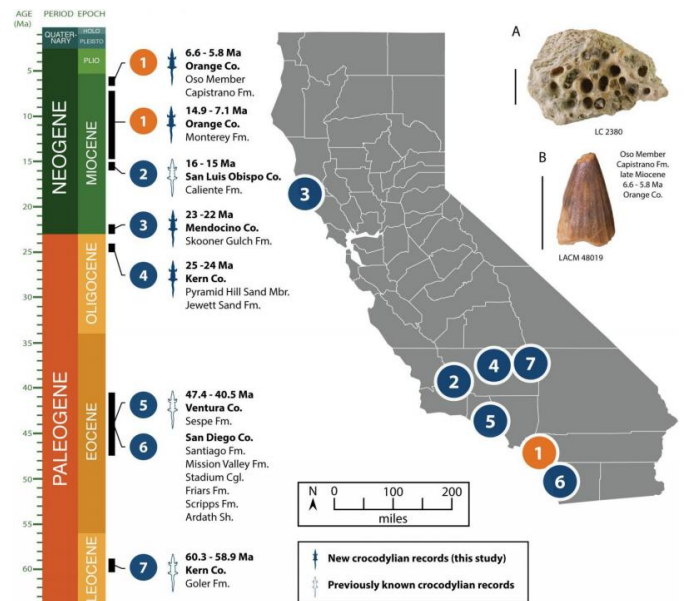 AGE
(Ma)
PERIOD
EPOCH
QUATER-
NARY
HOLO
PLEISTO
PLIO
NEOGENE
MIOCENE
PALEOGENE
OLIGOCENE
EOCENE
LEOCENE
5
10
15
20
25
30
35
40
45
50
55
60
1
6.6 - 5.8 Ma
Orange Co.
Oso Member
Capistrano Fm.
1
14.9 - 7.1 Ma
Orange Co.
Monterey Fm.
2
16 - 15 Ma
San Luis Obispo Co.
Caliente Fm.
3
23 -22 Ma
Mendocino Co.
Skooner Gulch Fm.
4
25 -24 Ma
Kern Co.
Pyramid Hill Sand Mbr.
Jewett Sand Fm.
5
47.4 - 40.5 Ma
Ventura Co.
Sespe Fm.
6
San Diego Co.
Santiago Fm.
Mission Valley Fm.
Stadium Cgl.
Friars Fm.
Scripps Fm.
Ardath Sh.
7
60.3 - 58.9 Ma
Kern Co.
Goler Fm.
3
2
4
7
5
1
6
A
LC 2380
B
Oso Member
Capistrano Fm.
late Miocene
6.6 - 5.8 Ma
Orange Co.
LACM 48019
N
0 100 200
miles
New crocodylian records (this study)
Previously known crocodylian records